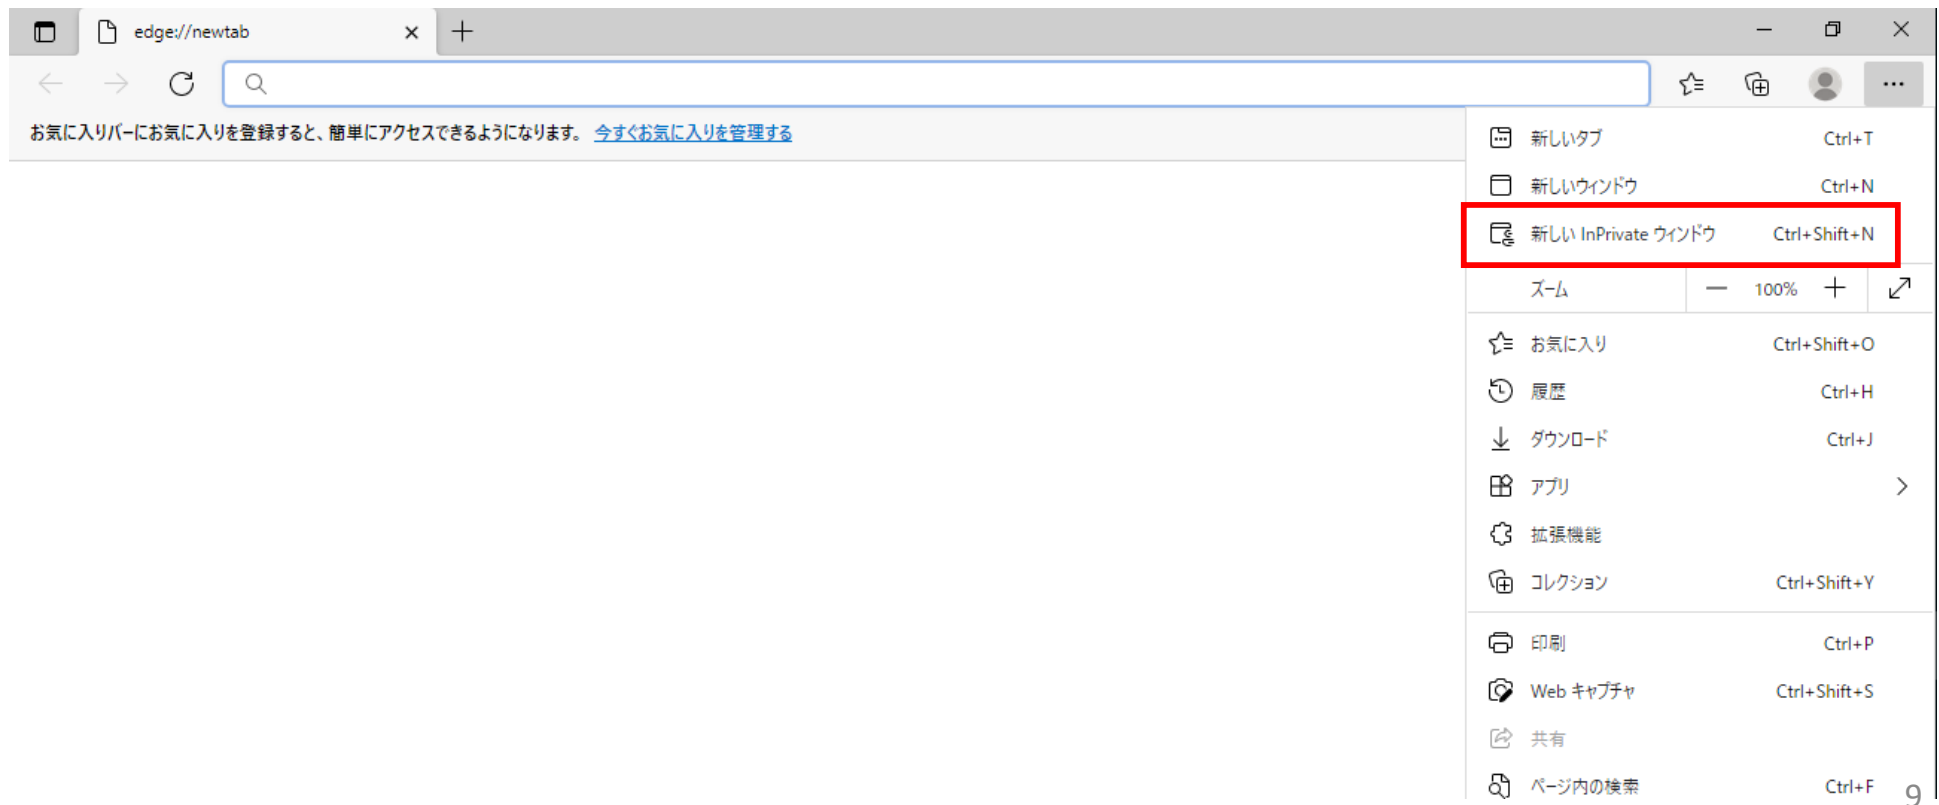 edge://newtab
お気に入りバーにお気に入りを登録すると、簡単にアクセスできるようになります。 今すぐお気に入りを管理する
新しいタブ Ctrl+T
新しいウィンドウ Ctrl+N
新しい InPrivate ウィンドウ Ctrl+Shift+N
ズーム — 100% +
お気に入り Ctrl+Shift+O
履歴 Ctrl+H
ダウンロード Ctrl+J
アプリ
拡張機能
コレクション Ctrl+Shift+Y
印刷 Ctrl+P
Web キャプチャ Ctrl+Shift+S
共有
ページ内の検索 Ctrl+F
9